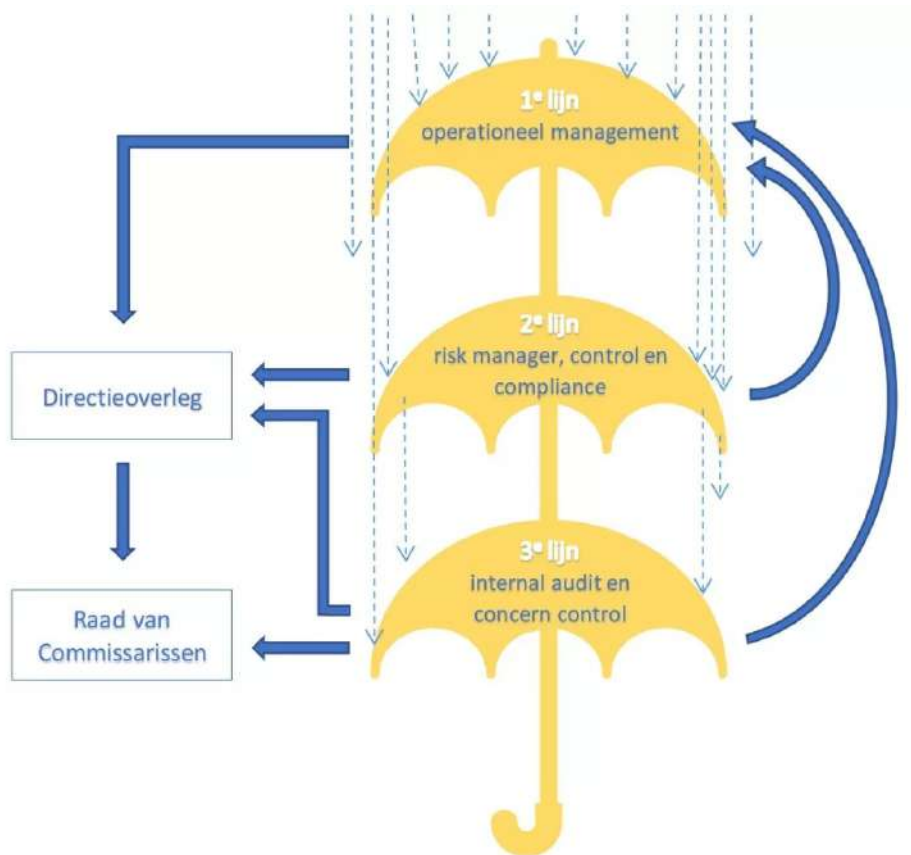 1e lijn
operationeel management
2e lijn
risk manager, control en
compliance
Directieoverleg
3e lijn
internal audit en
concern control
Raad van
Commissarissen